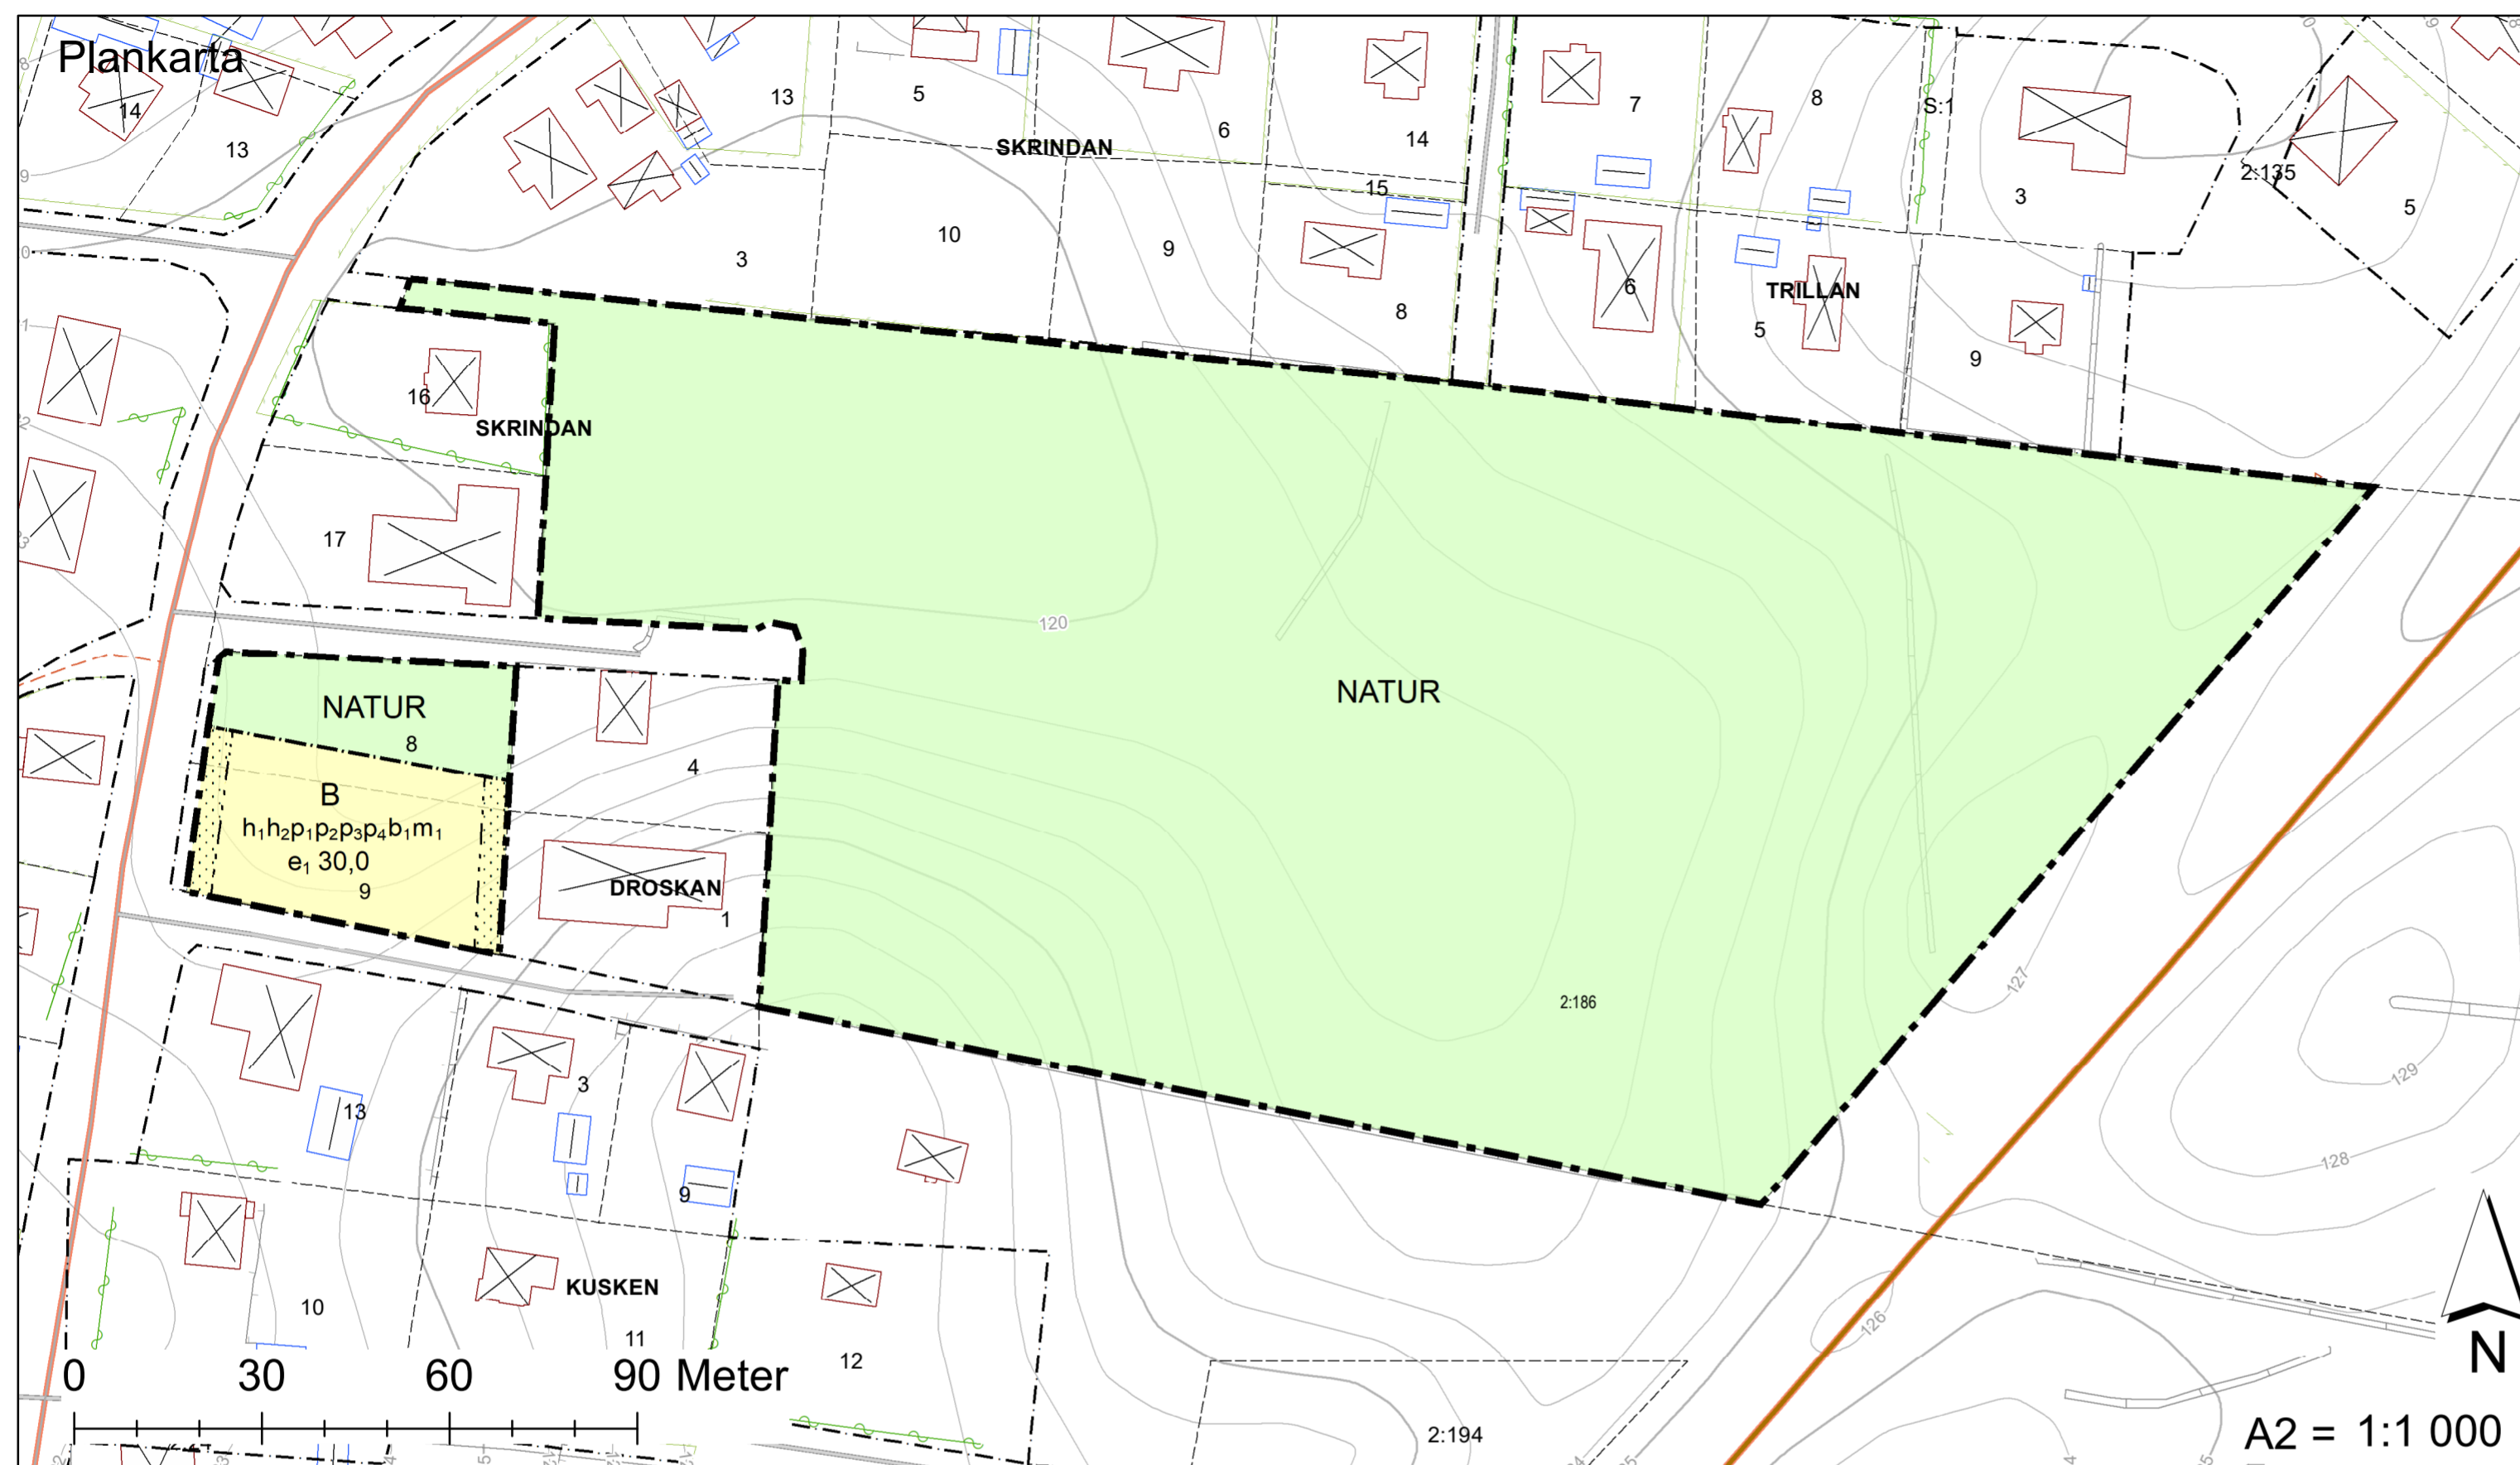 Plankarta
14
13
13
5
6
14
7
8
S:1
3
2:135
5
SKRINDAN
15
3
10
9
8
6
TRILLAN
5
9
16
SKRINDAN
17
120
NATUR
8
NATUR
4
B
h₁h₂p₁p₂p₃p₄b₁m₁
e₁ 30,0
9
DROSKAN
1
2:186
127
129
128
126
13
3
9
10
KUSKEN
11
12
2:194
0 30 60 90 Meter
N
A2 = 1:1 000